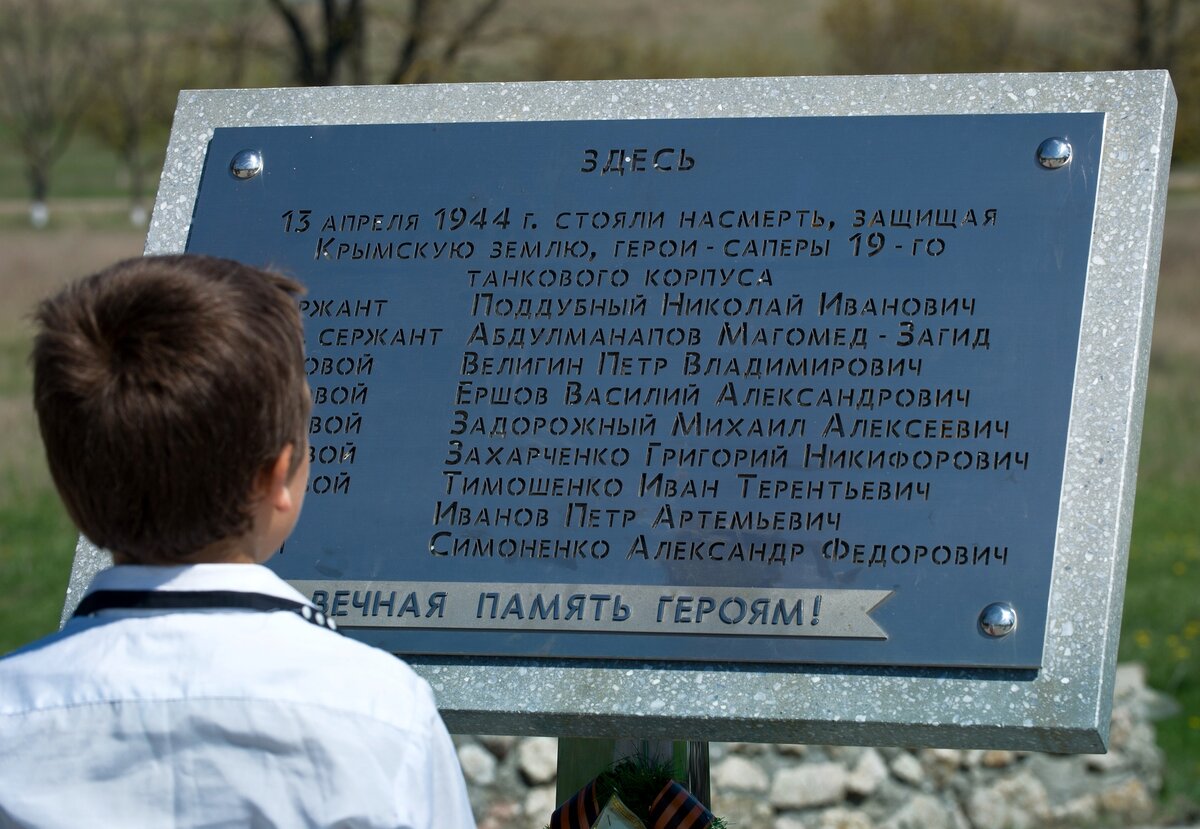 ЗДЕСЬ
13 АПРЕЛЯ 1944 Г. СТОЯЛИ НАСМЕРТЬ, ЗАЩИЩАЯ
КРЫМСКУЮ ЗЕМЛЮ, ГЕРОИ - САПЕРЫ 19 - ГО
ТАНКОВОГО КОРПУСА
ПОДДУБНЫЙ НИКОЛАЙ ИВАНОВИЧ
СЕРЖАНТ АБДУЛМАНАПОВ МАГОМЕД - ЗАГИД
ВЕЛИГИН ПЕТР ВЛАДИМИРОВИЧ
ЕРШОВ ВАСИЛИЙ АЛЕКСАНДРОВИЧ
ЗАДОРОЖНЫЙ МИХАИЛ АЛЕКСЕЕВИЧ
ЗАХАРЧЕНКО ГРИГОРИЙ НИКИФОРОВИЧ
ТИМОШЕНКО ИВАН ТЕРЕНТЬЕВИЧ
ИВАНОВ ПЕТР АРТЕМЬЕВИЧ
СИМОНЕНКО АЛЕКСАНДР ФЕДОРОВИЧ
ВЕЧНАЯ ПАМЯТЬ ГЕРОЯМ!